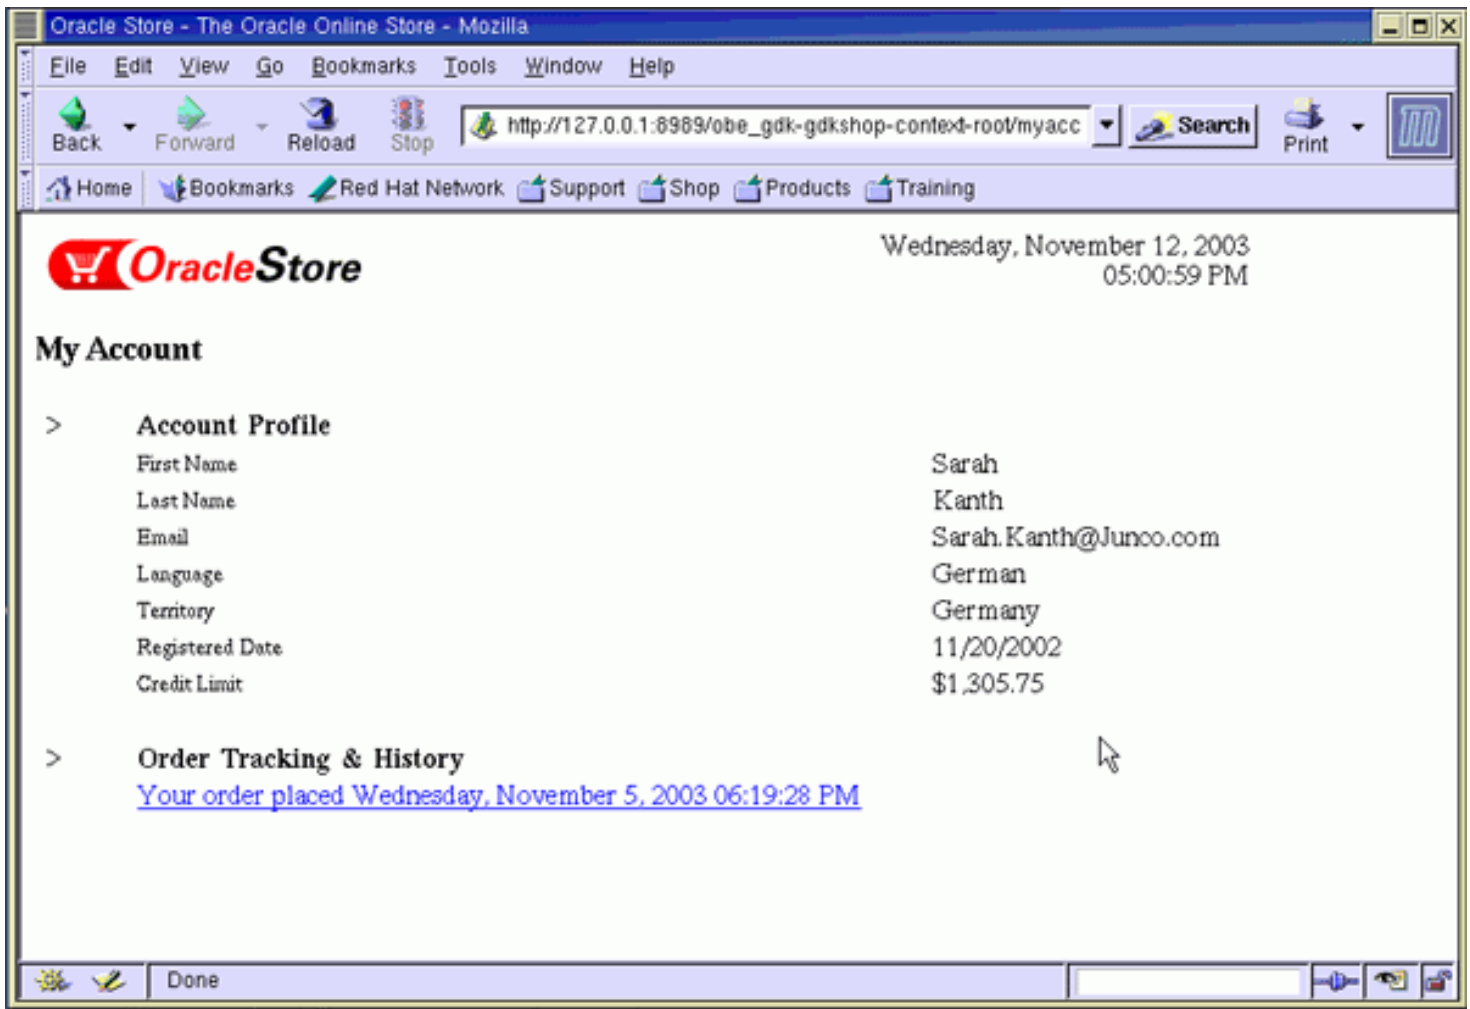 Oracle Store - The Oracle Online Store - Mozilla
File Edit View Go Bookmarks Tools Window Help
Back Forward Reload Stop http://127.0.0.1:8989/obe_gdk-gdkshop-context-root/myacc Search Print
Home Bookmarks Red Hat Network Support Shop Products Training
OracleStore
Wednesday, November 12, 2003
05:00:59 PM
My Account
> Account Profile
First Name Sarah
Last Name Kanth
Email Sarah.Kanth@Junco.com
Language German
Territory Germany
Registered Date 11/20/2002
Credit Limit $1,305.75
> Order Tracking & History
Your order placed Wednesday, November 5, 2003 06:19:28 PM
Done